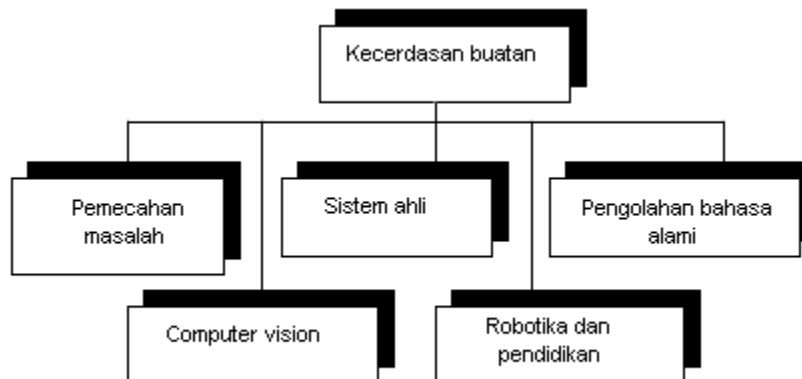 Kecerdasan buatan
Pemecahan
masalah
Sistem ahli
Pengolahan bahasa
alami
Computer vision
Robotika dan
pendidikan